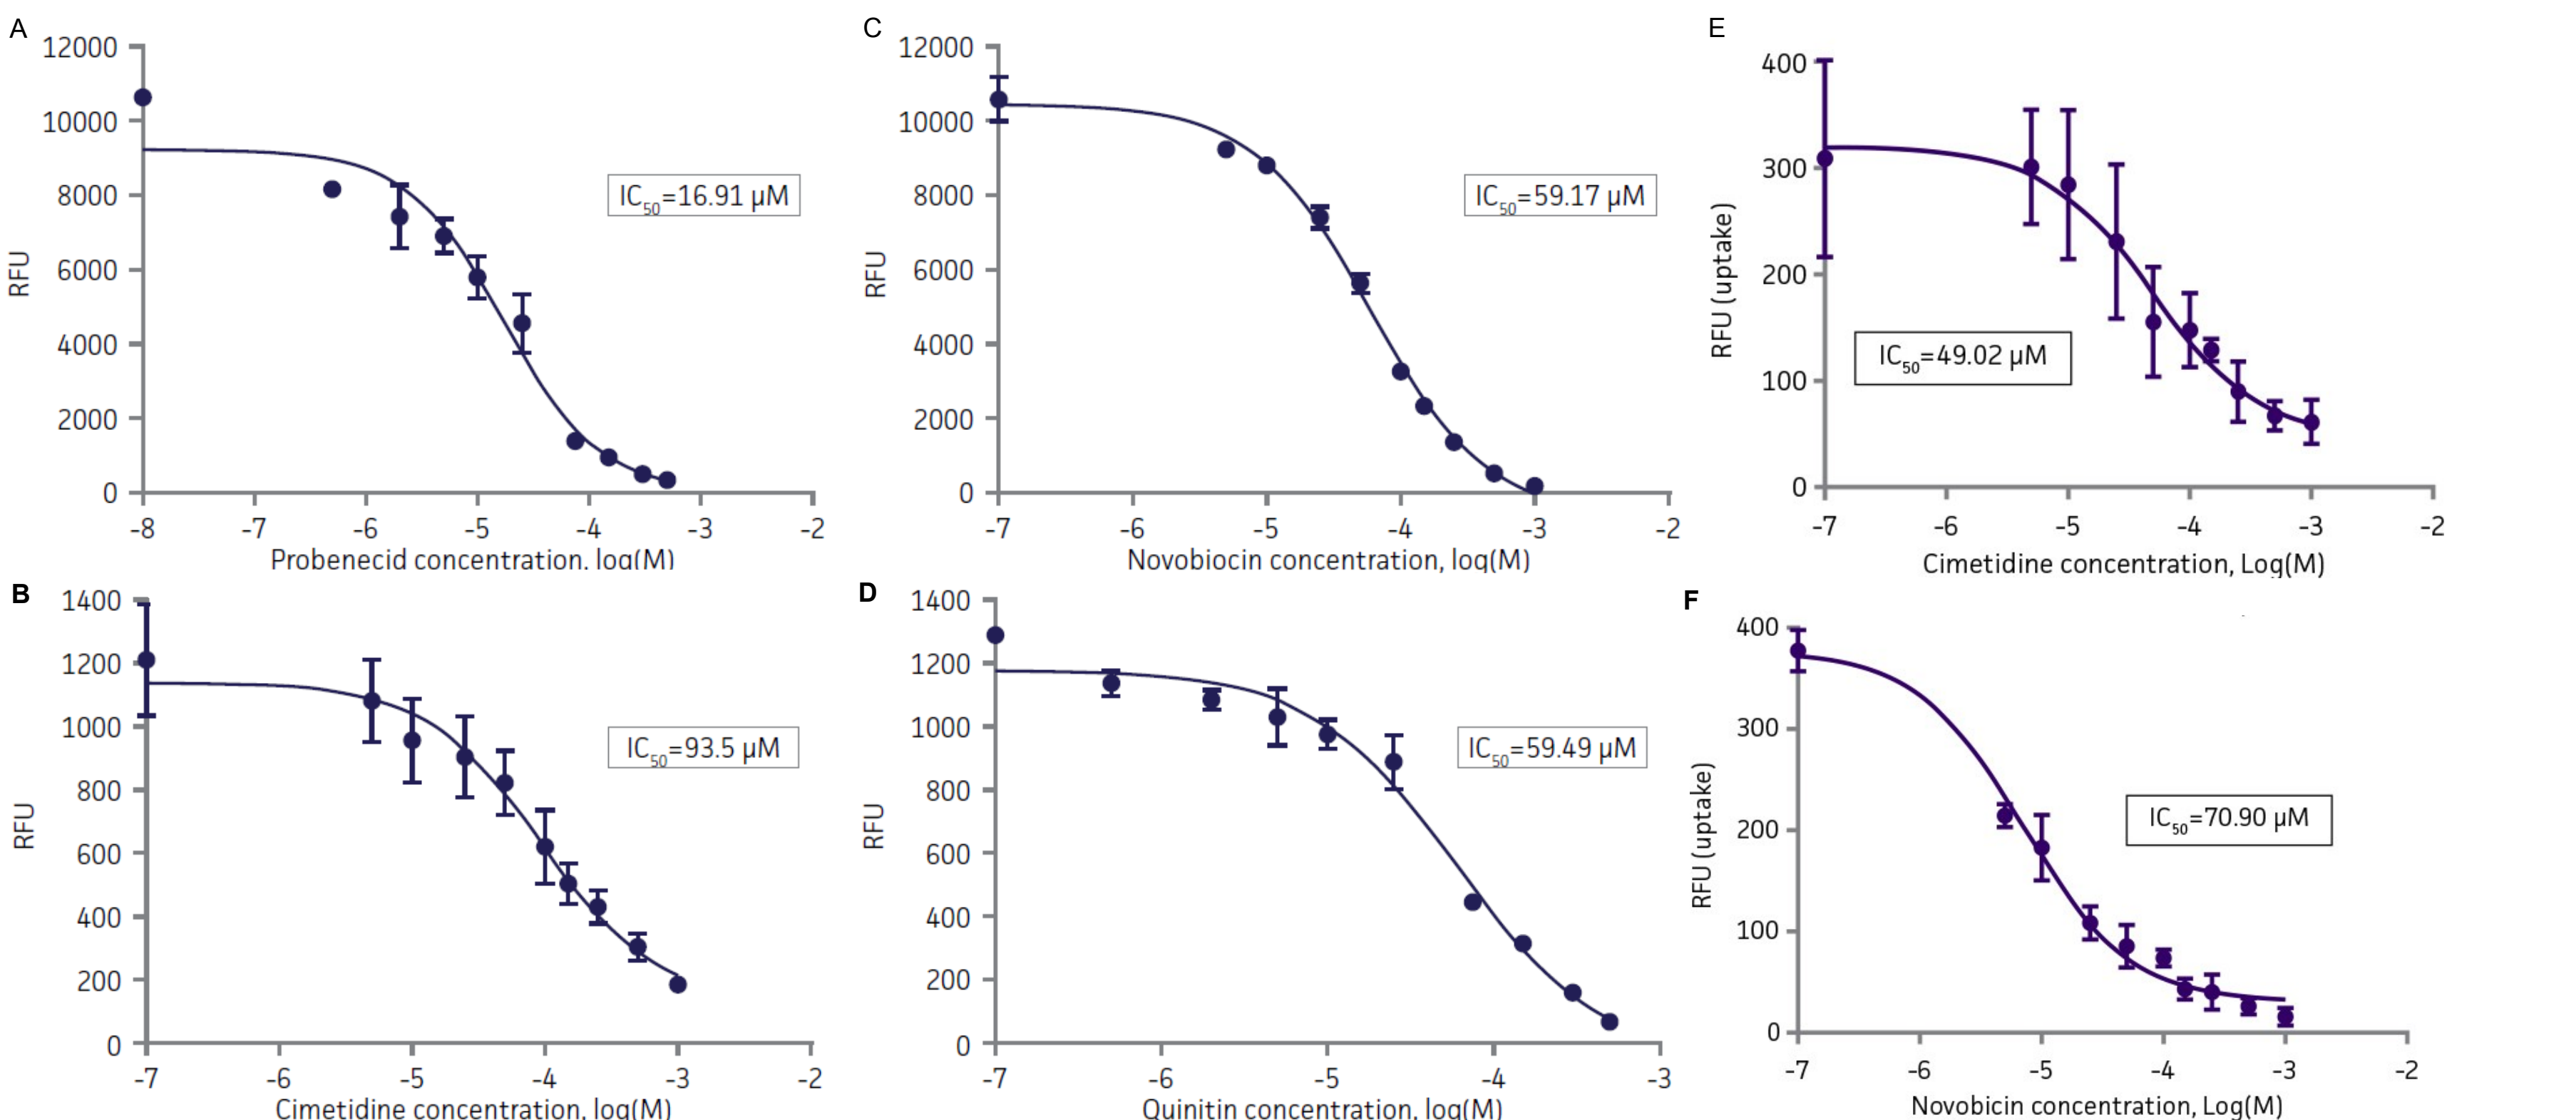 A
12000
10000
8000
6000
4000
2000
0
RFU
IC50=16.91 µM
-8 -7 -6 -5 -4 -3 -2
Probenecid concentration, log(M)
C
12000
10000
8000
6000
4000
2000
0
RFU
IC50=59.17 µM
-7 -6 -5 -4 -3 -2
Novobiocin concentration, log(M)
E
400
300
200
100
0
RFU (uptake)
IC50=49.02 µM
-7 -6 -5 -4 -3 -2
Cimetidine concentration, Log(M)
B
1400
1200
1000
800
600
400
200
0
RFU
IC50=93.5 µM
-7 -6 -5 -4 -3 -2
Cimetidine concentration, log(M)
D
1400
1200
1000
800
600
400
200
0
RFU
IC50=59.49 µM
-7 -6 -5 -4 -3
Quinitin concentration, log(M)
F
400
300
200
100
0
RFU (uptake)
IC50=70.90 µM
-7 -6 -5 -4 -3 -2
Novobicin concentration, Log(M)